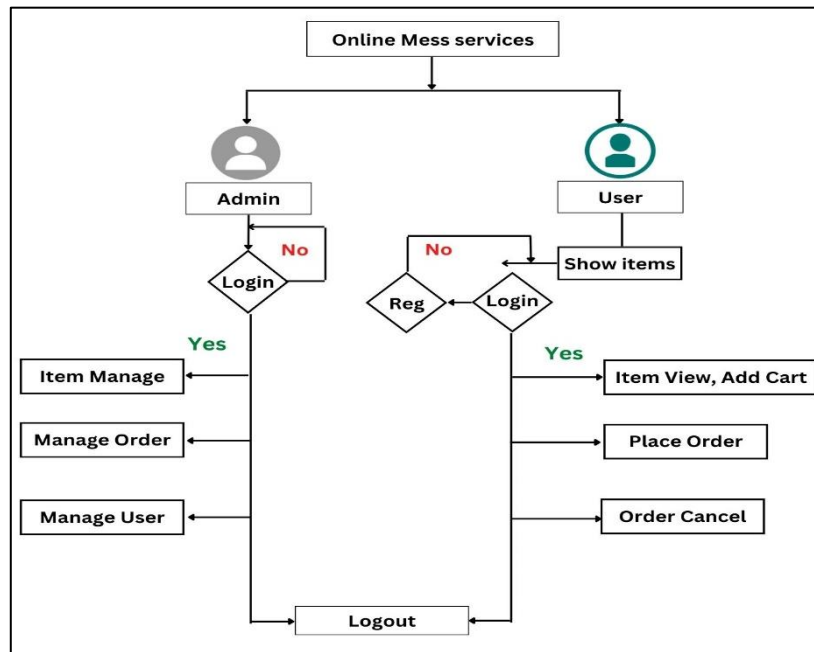 Online Mess services
Admin
User
No
No
Show items
Login
Reg
Login
Yes
Yes
Item Manage
Item View, Add Cart
Manage Order
Place Order
Manage User
Order Cancel
Logout